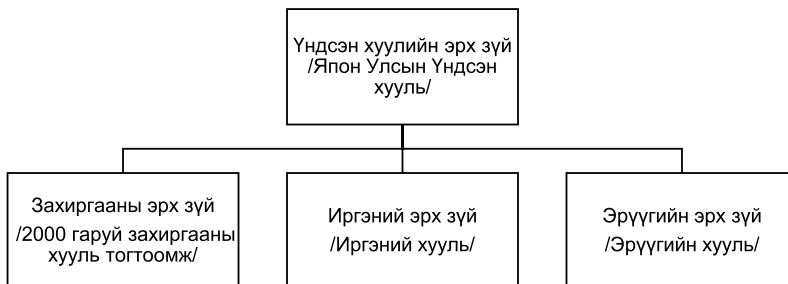 Үндсэн хуулийн эрх зүй
/Япон Улсын Үндсэн
хууль/
Захиргааны эрх зүй
/2000 гаруй захиргааны
хууль тогтоомж/
Иргэний эрх зүй
/Иргэний хууль/
Эрүүгийн эрх зүй
/Эрүүгийн хууль/